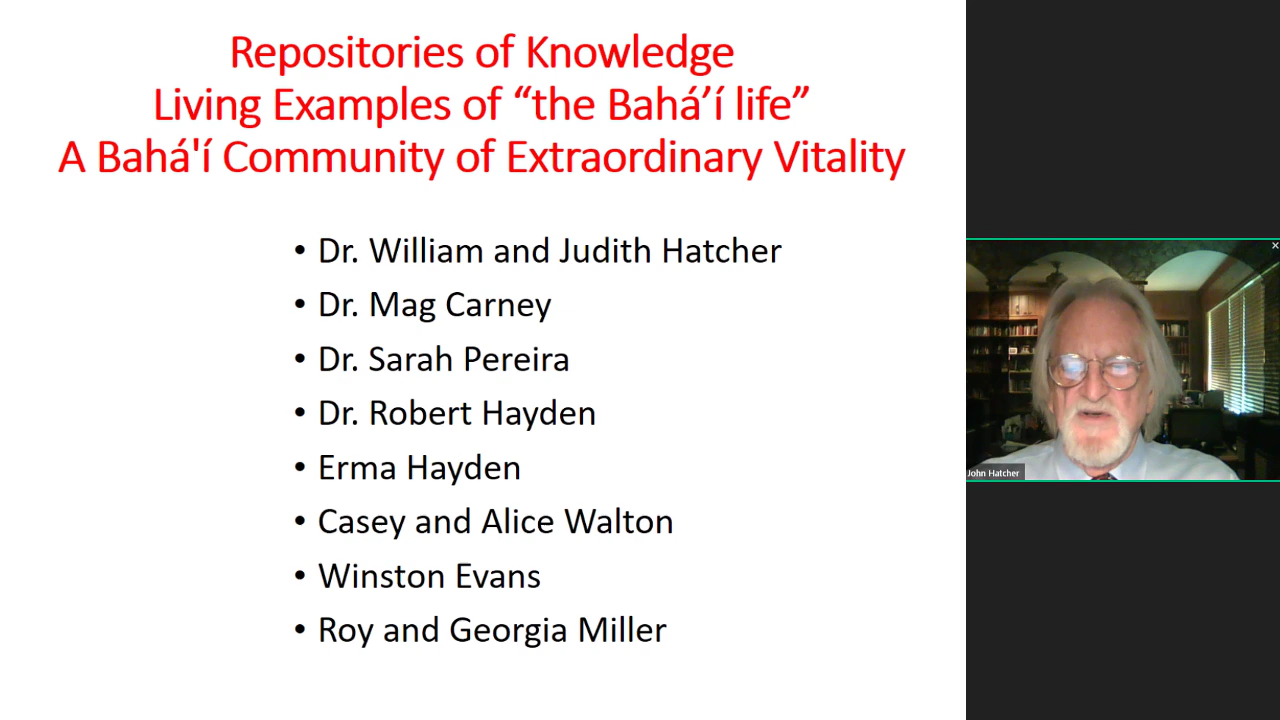 Repositories of Knowledge
Living Examples of “the Bahá’í life”
A Bahá'í Community of Extraordinary Vitality
• Dr. William and Judith Hatcher
• Dr. Mag Carney
• Dr. Sarah Pereira
• Dr. Robert Hayden
• Erma Hayden
• Casey and Alice Walton
• Winston Evans
• Roy and Georgia Miller
John Hatcher